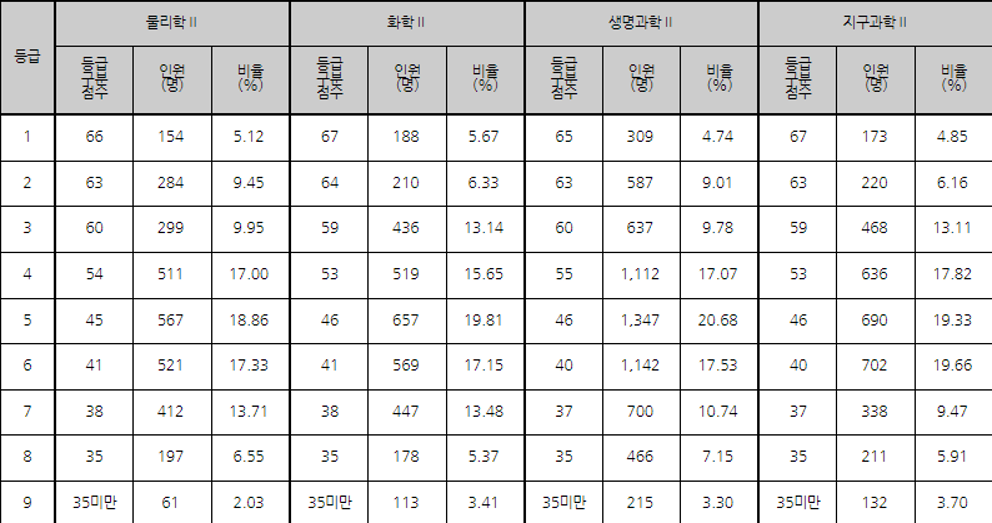 등급 물리학Ⅱ 화학Ⅱ 생명과학Ⅱ 지구과학Ⅱ
등급 구분 점수 인원 (명) 비율 (%) 등급 구분 점수 인원 (명) 비율 (%) 등급 구분 점수 인원 (명) 비율 (%) 등급 구분 점수 인원 (명) 비율 (%)
1 66 154 5.12 67 188 5.67 65 309 4.74 67 173 4.85
2 63 284 9.45 64 210 6.33 63 587 9.01 63 220 6.16
3 60 299 9.95 59 436 13.14 60 637 9.78 59 468 13.11
4 54 511 17.00 53 519 15.65 55 1,112 17.07 53 636 17.82
5 45 567 18.86 46 657 19.81 46 1,347 20.68 46 690 19.33
6 41 521 17.33 41 569 17.15 40 1,142 17.53 40 702 19.66
7 38 412 13.71 38 447 13.48 37 700 10.74 37 338 9.47
8 35 197 6.55 35 178 5.37 35 466 7.15 35 211 5.91
9 35미만 61 2.03 35미만 113 3.41 35미만 215 3.30 35미만 132 3.70